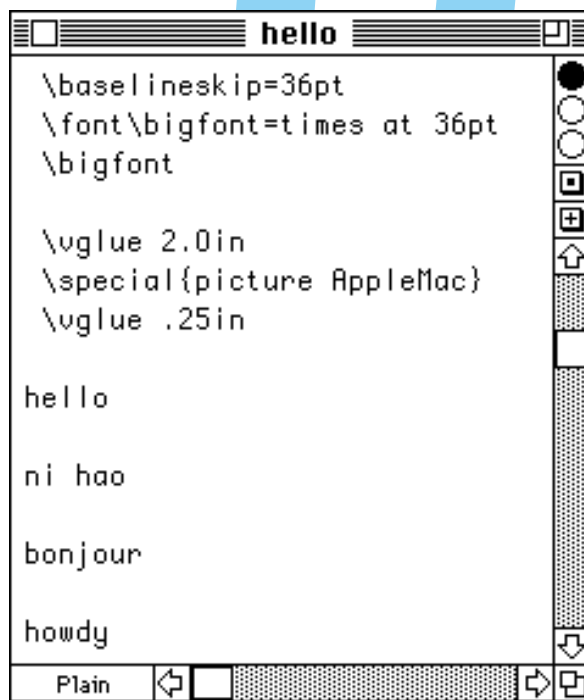 hello
\baselineskip=36pt
\font\bigfont=times at 36pt
\bigfont
\vglue 2.0in
\special{picture AppleMac}
\vglue .25in
hello
ni hao
bonjour
howdy
Plain